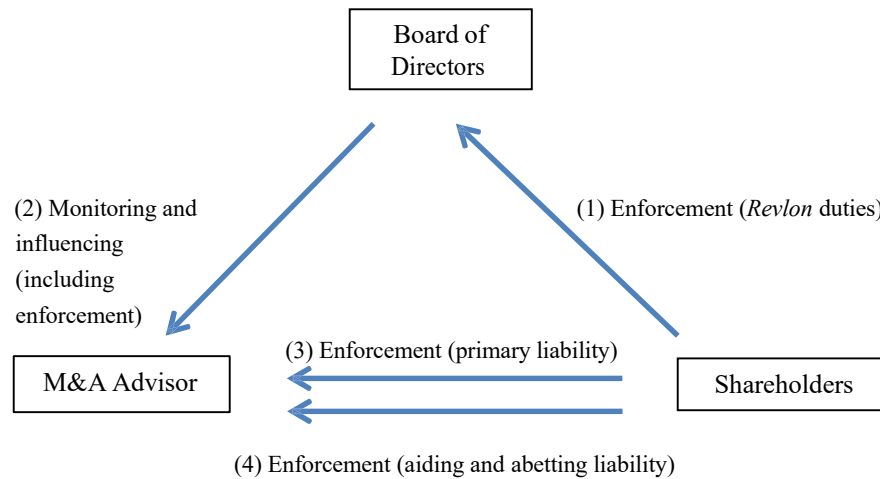 Board of
Directors
(2) Monitoring and
influencing
(including
enforcement)
(1) Enforcement (Revlon duties)
(3) Enforcement (primary liability)
M&A Advisor
Shareholders
(4) Enforcement (aiding and abetting liability)